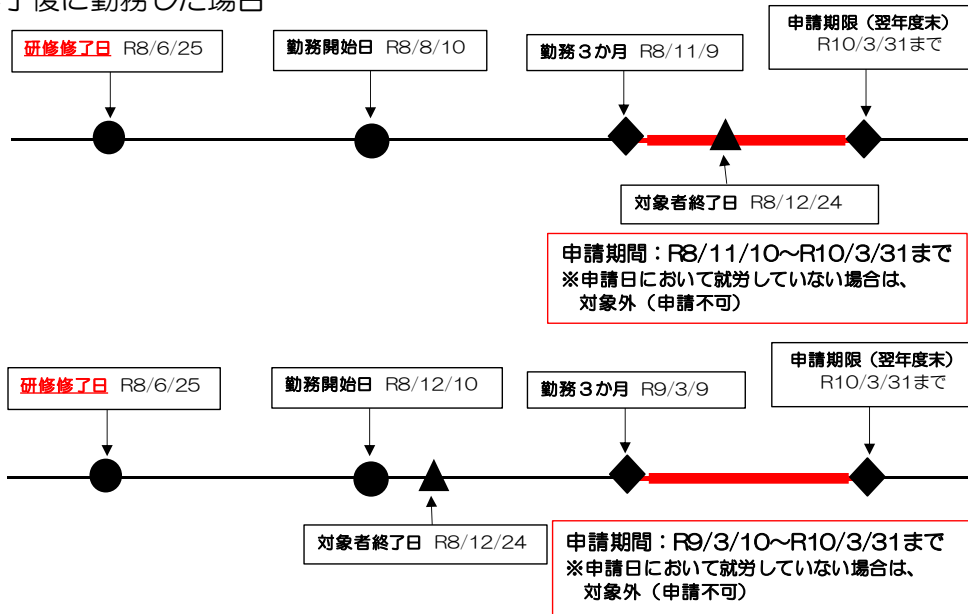 了後に勤務した場合
研修修了日 R8/6/25
勤務開始日 R8/8/10
勤務3か月 R8/11/9
申請期限（翌年度末）
R10/3/31まで
対象者終了日 R8/12/24
申請期間：R8/11/10～R10/3/31まで
※申請日において就労していない場合は、
対象外（申請不可）
研修修了日 R8/6/25
勤務開始日 R8/12/10
勤務3か月 R9/3/9
申請期限（翌年度末）
R10/3/31まで
対象者終了日 R8/12/24
申請期間：R9/3/10～R10/3/31まで
※申請日において就労していない場合は、
対象外（申請不可）